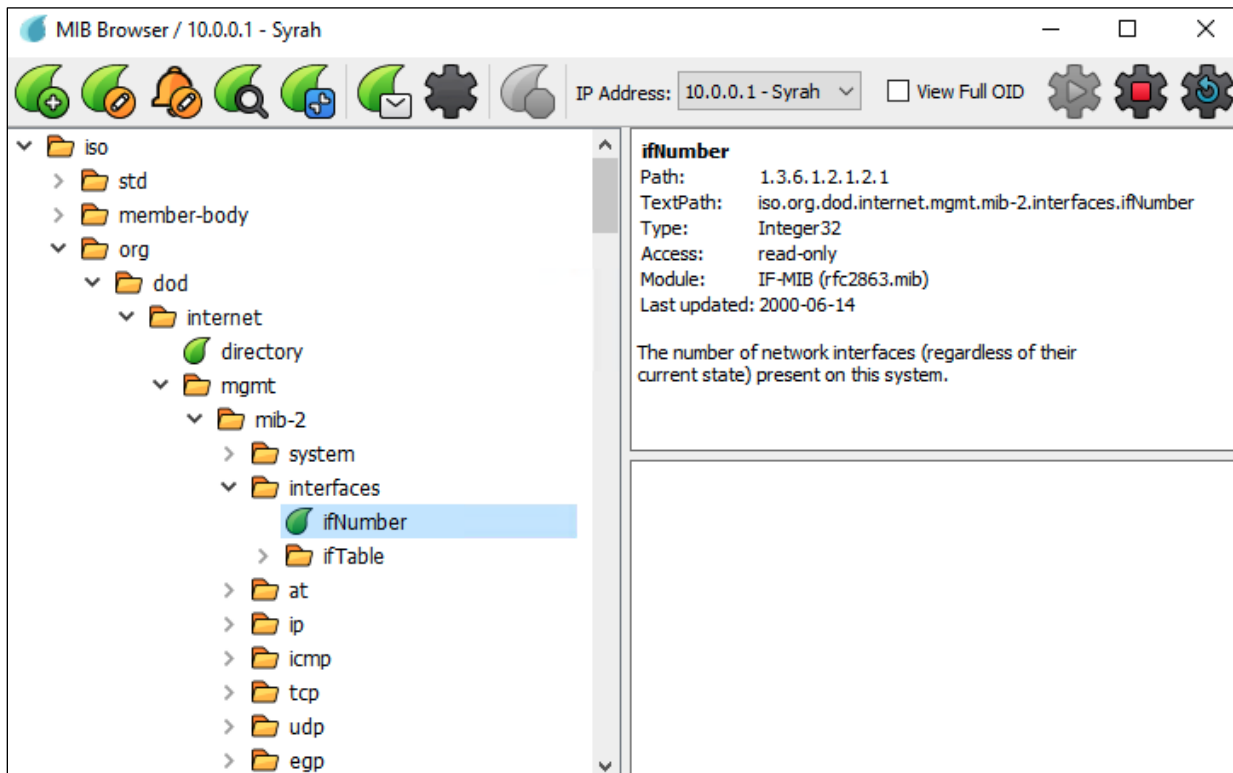 MIB Browser / 10.0.0.1 - Syrah
IP Address: 10.0.0.1 - Syrah View Full OID
iso
std
member-body
org
dod
internet
directory
mgmt
mib-2
system
interfaces
ifNumber
ifTable
at
ip
icmp
tcp
udp
egp
ifNumber
Path: 1.3.6.1.2.1.2.1
TextPath: iso.org.dod.internet.mgmt.mib-2.interfaces.ifNumber
Type: Integer32
Access: read-only
Module: IF-MIB (rfc2863.mib)
Last updated: 2000-06-14
The number of network interfaces (regardless of their
current state) present on this system.